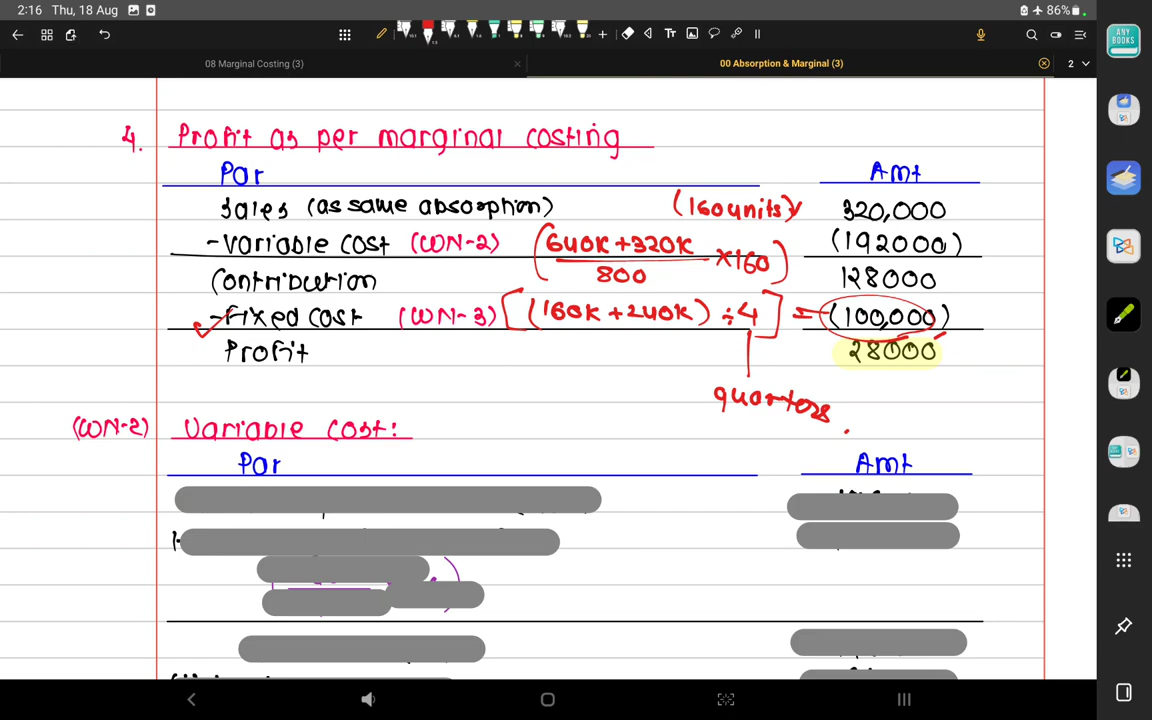 2:16 Thu, 18 Aug 86%
08 Marginal Costing (3)
00 Absorption & Marginal (3) 2
4. Profit as per marginal costing
Par Amt
Sales (as same absorption) (160 units) 320,000
-Variable cost (WN-2) (640K+320K / 800 ×160) (192000)
Contribution 128000
-Fixed cost (WN-3) [(160K+240K) ÷4] = (100,000)
Profit 28000
quarters
(WN-2) Variable cost:
Par Amt
ANY BOOKS